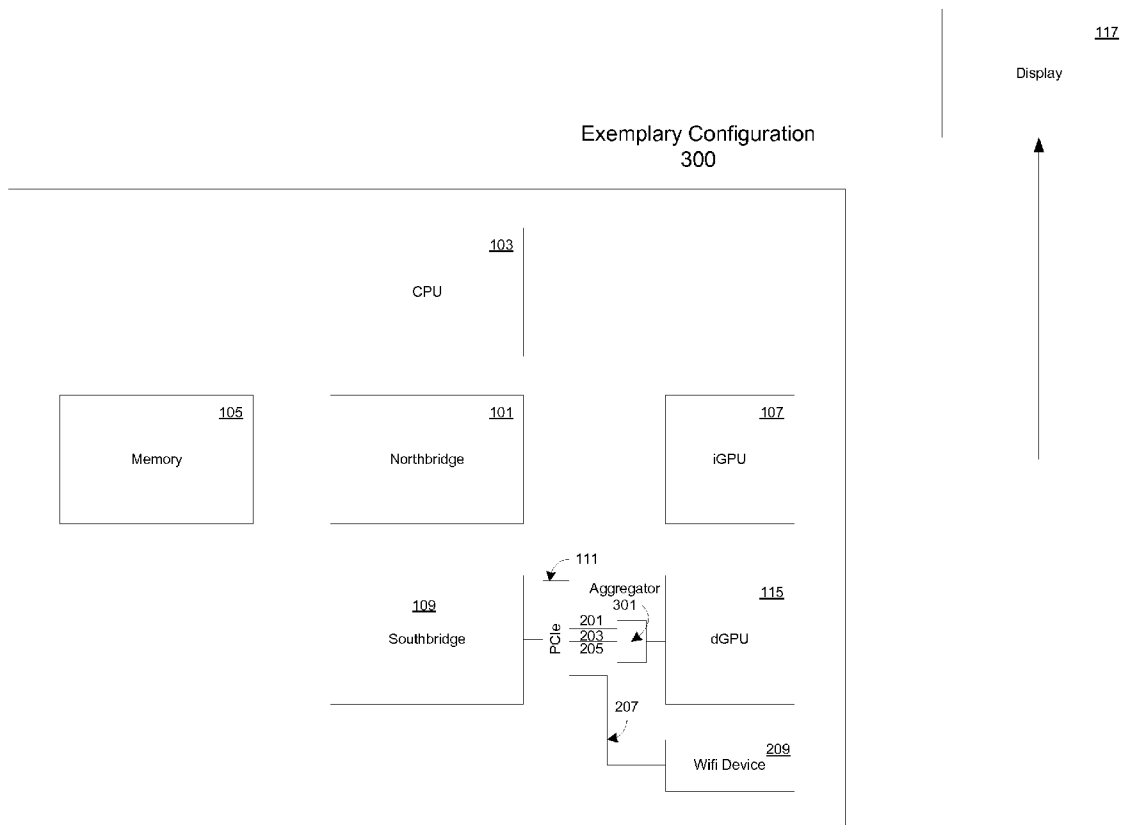 117
Display
Exemplary Configuration
300
103
CPU
105
Memory
101
Northbridge
107
iGPU
111
Aggregator
301
109
Southbridge
PCIe
201
203
205
115
dGPU
207
209
Wifi Device